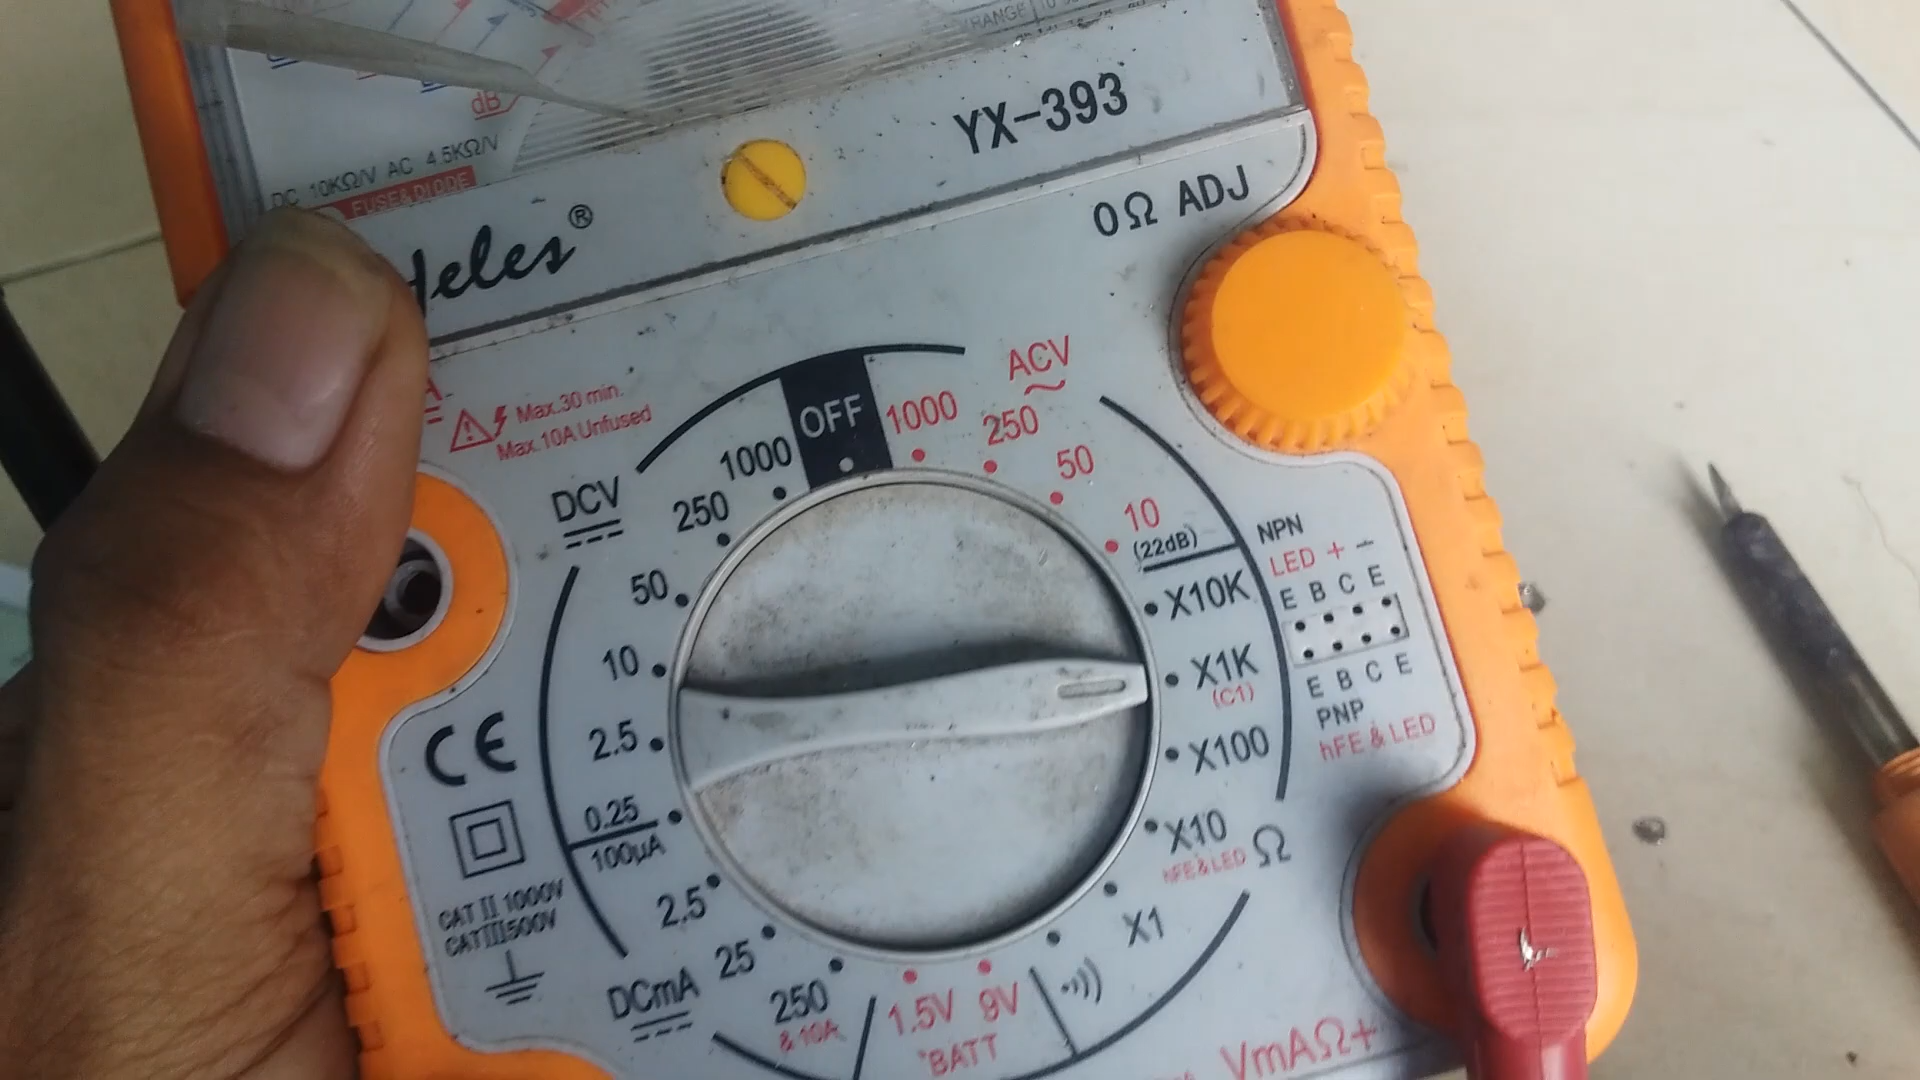 dB
DC 10KΩ/V AC 4.5KΩ/V
FUSE&DIODE
YX-393
0Ω ADJ
eles®
Max.30 min.
Max.10A Unfused
OFF
ACV
1000
250
50
10
(22dB)
DCV
1000
250
50
10
2.5
0.25
100µA
2.5
25
250
& 10A
DCmA
X10K
X1K
(C1)
X100
X10
hFE&LED
Ω
X1
1.5V 9V
BATT
NPN
LED + −
E B C E
E B C E
PNP
hFE & LED
CE
CAT II 1000V
CAT III 500V
VmAΩ+